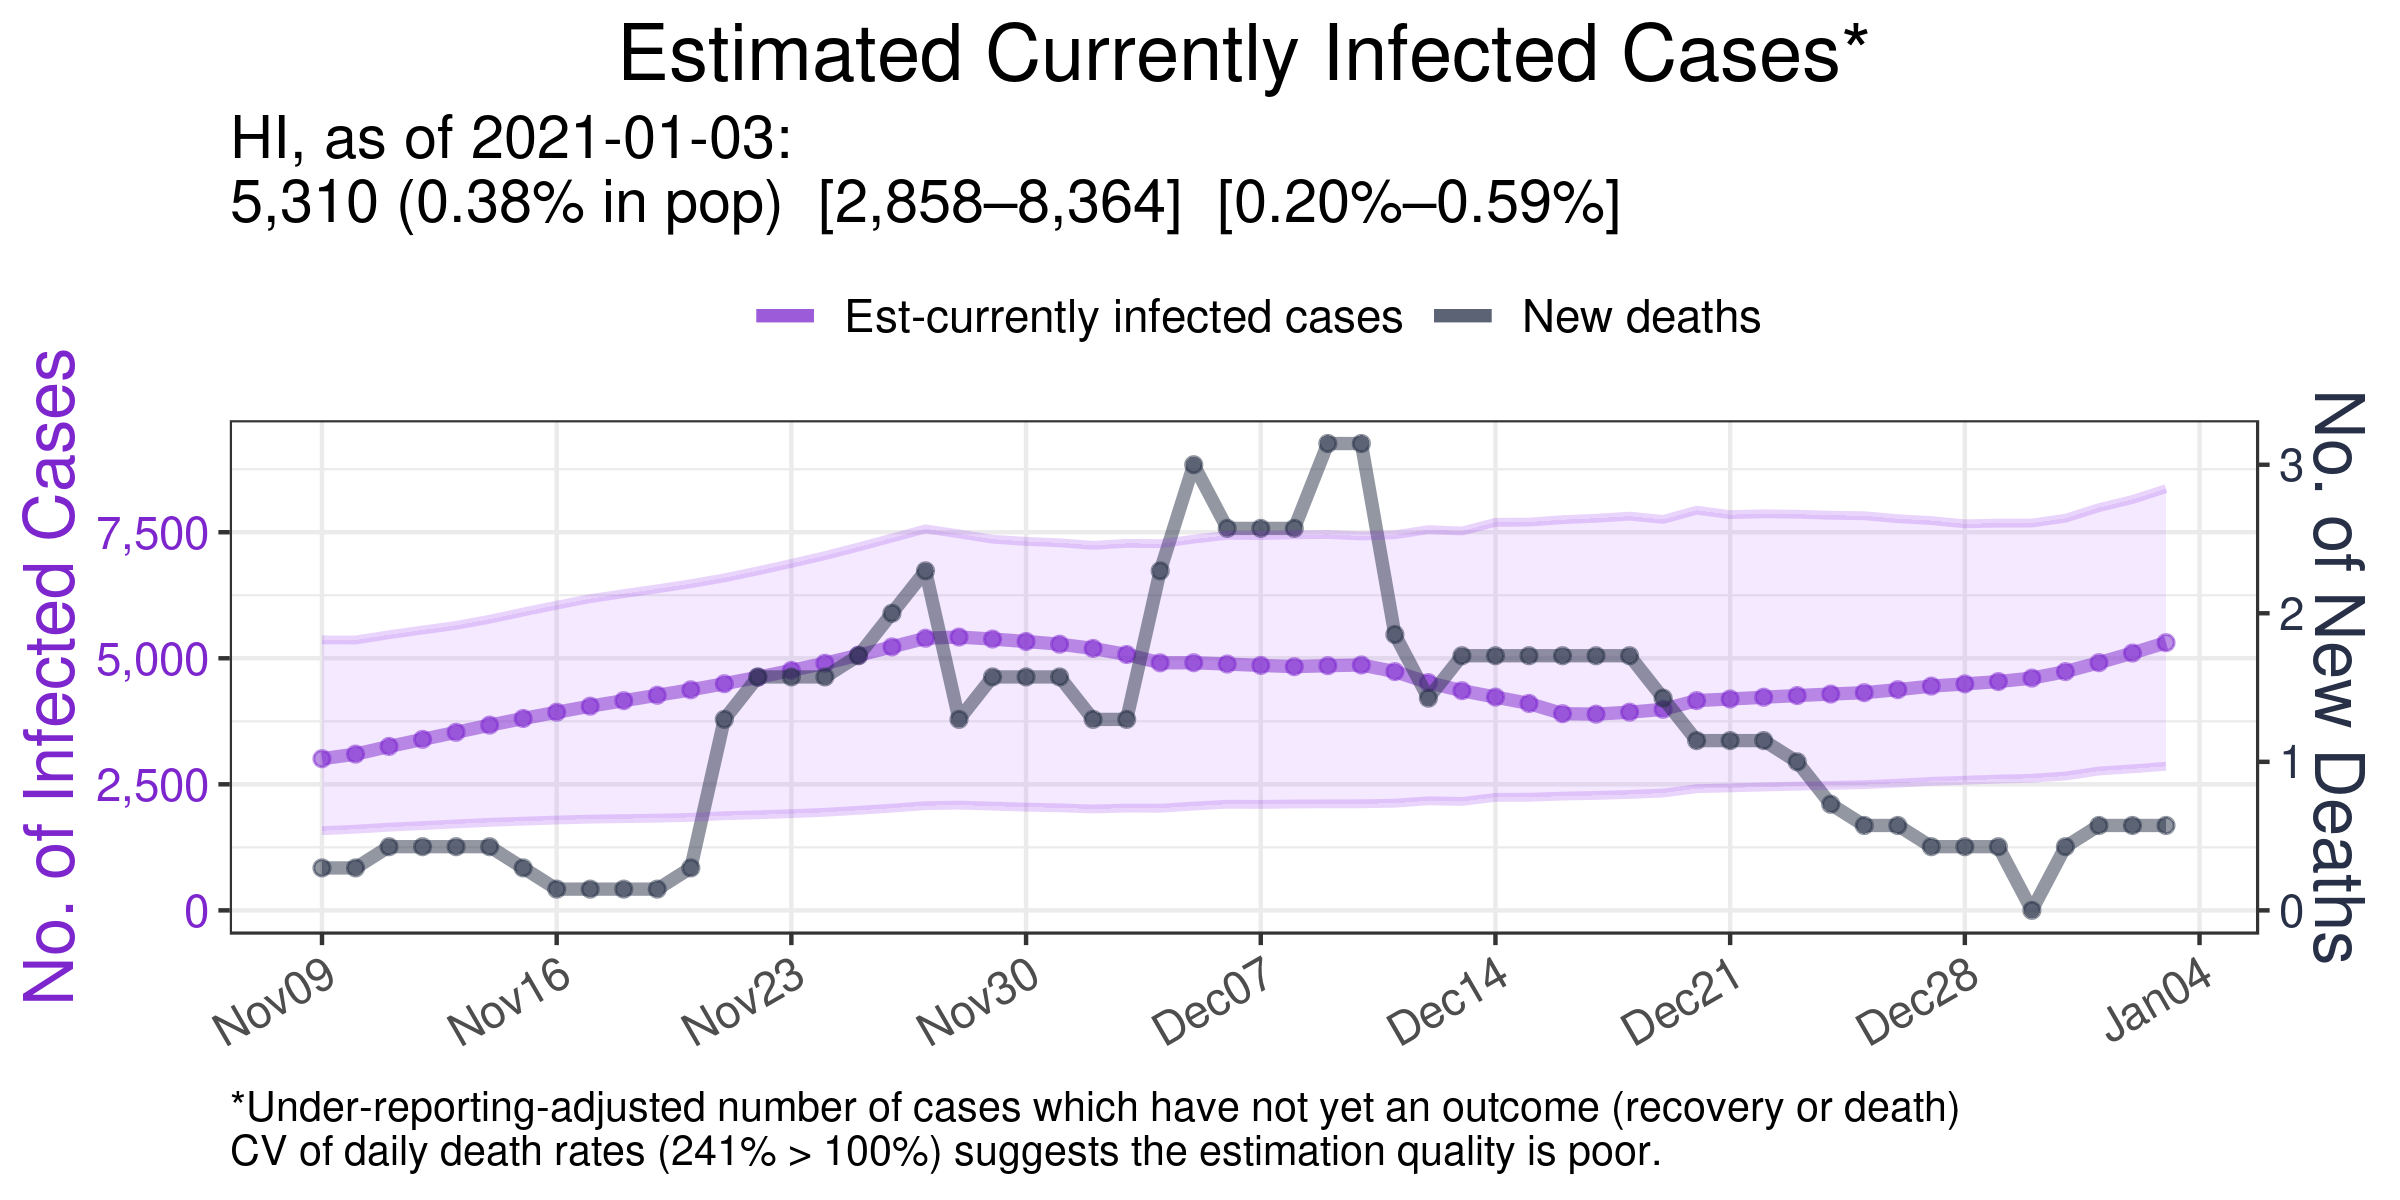 Estimated Currently Infected Cases*
HI, as of 2021-01-03:
5,310 (0.38% in pop)  [2,858–8,364]  [0.20%–0.59%]
Est-currently infected cases
New deaths
No. of Infected Cases
7,500
5,000
2,500
0
3
2
1
0
No. of New Deaths
Nov09
Nov16
Nov23
Nov30
Dec07
Dec14
Dec21
Dec28
Jan04
*Under-reporting-adjusted number of cases which have not yet an outcome (recovery or death)
CV of daily death rates (241% > 100%) suggests the estimation quality is poor.